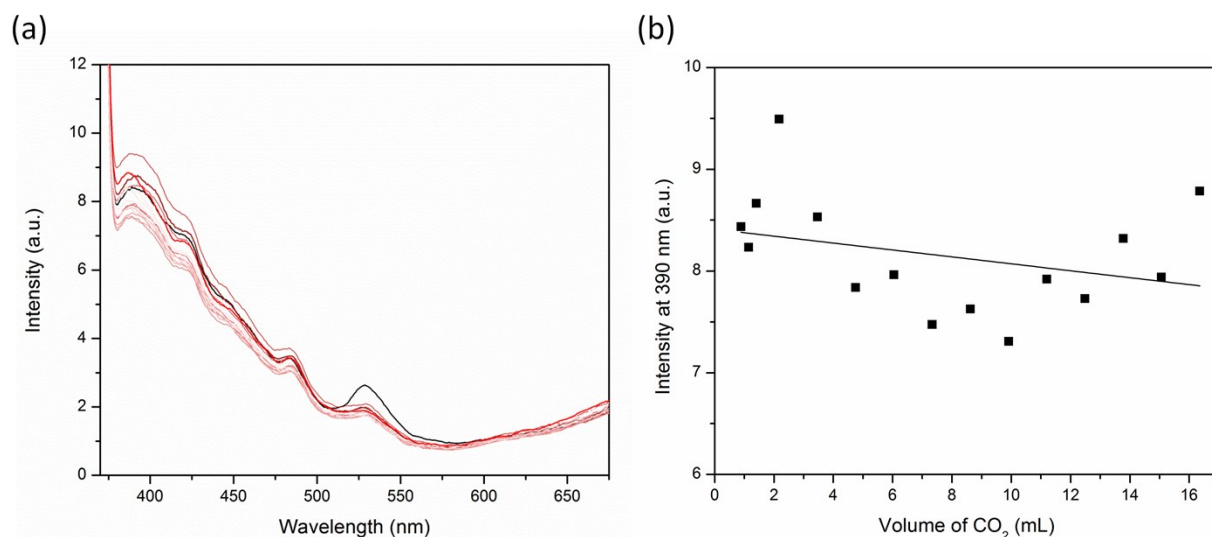 (a)
12
10
8
6
4
2
0
Intensity (a.u.)
400 450 500 550 600 650
Wavelength (nm)
(b)
10
9
8
7
6
Intensity at 390 nm (a.u.)
0 2 4 6 8 10 12 14 16
Volume of CO₂ (mL)